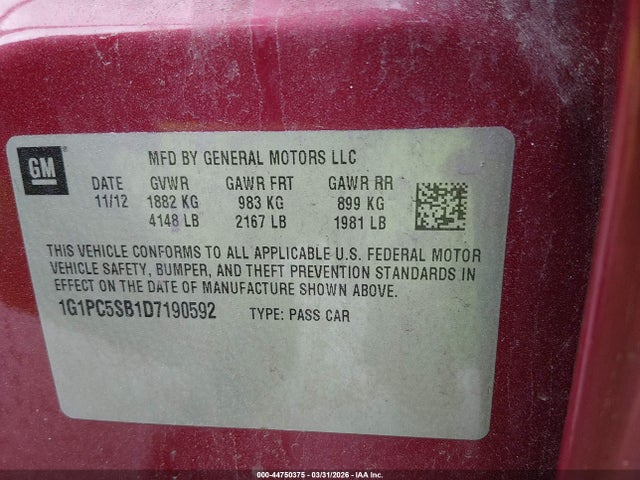 GM
MFD BY GENERAL MOTORS LLC
DATE GVWR GAWR FRT GAWR RR
11/12 1882 KG 983 KG 899 KG
4148 LB 2167 LB 1981 LB
THIS VEHICLE CONFORMS TO ALL APPLICABLE U.S. FEDERAL MOTOR
VEHICLE SAFETY, BUMPER, AND THEFT PREVENTION STANDARDS IN
EFFECT ON THE DATE OF MANUFACTURE SHOWN ABOVE.
1G1PC5SB1D7190592 TYPE: PASS CAR
000-44750375 - 03/31/2026 - IAA Inc.